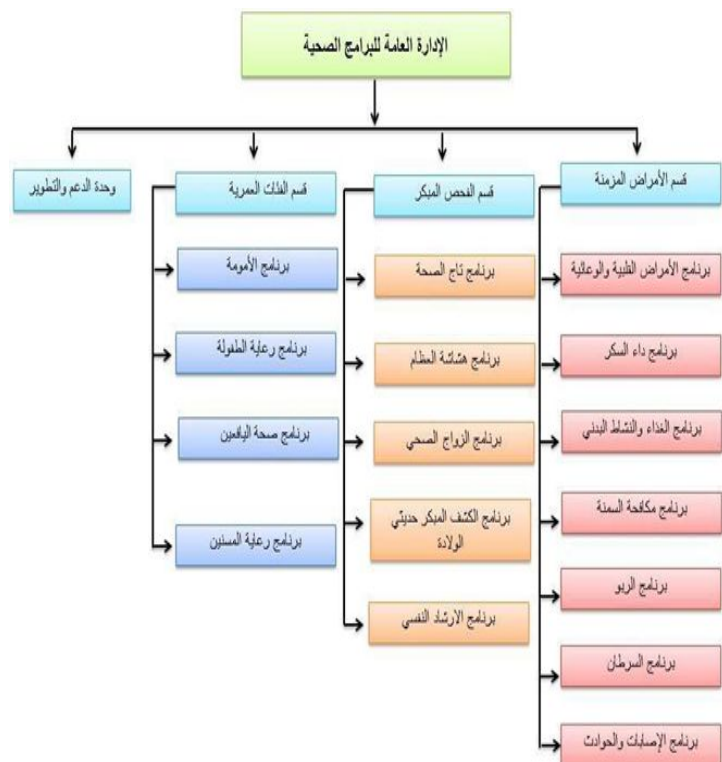 الإدارة العامة للبرامج الصحية
قسم الأمراض المزمنة
قسم الفحص المبكر
قسم الفئات العمرية
وحدة الدعم والتطوير
برنامج الأمراض القلبية والوعائية
برنامج داء السكر
برنامج الغذاء والنشاط البدني
برنامج مكافحة السمنة
برنامج الربو
برنامج السرطان
برنامج الإصابات والحوادث
برنامج تاج الصحة
برنامج هشاشة العظام
برنامج الزواج الصحي
برنامج الكشف المبكر حديثي
الولادة
برنامج الارشاد النفسي
برنامج الأمومة
برنامج رعاية الطفولة
برنامج صحة اليافعين
برنامج رعاية المسنين